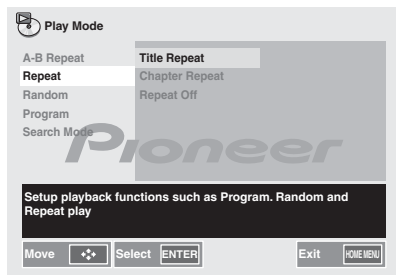 Play Mode
A-B Repeat
Title Repeat
Repeat
Chapter Repeat
Random
Repeat Off
Program
Search Mode
Pioneer
Setup playback functions such as Program. Random and
Repeat play
Move Select ENTER Exit HOME MENU